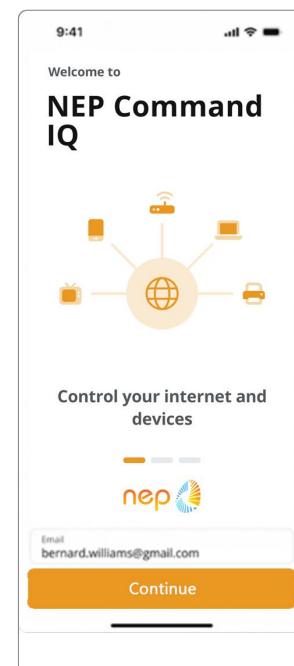 9:41
Welcome to
NEP Command
IQ
Control your internet and
devices
nep
Email
bernard.williams@gmail.com
Continue